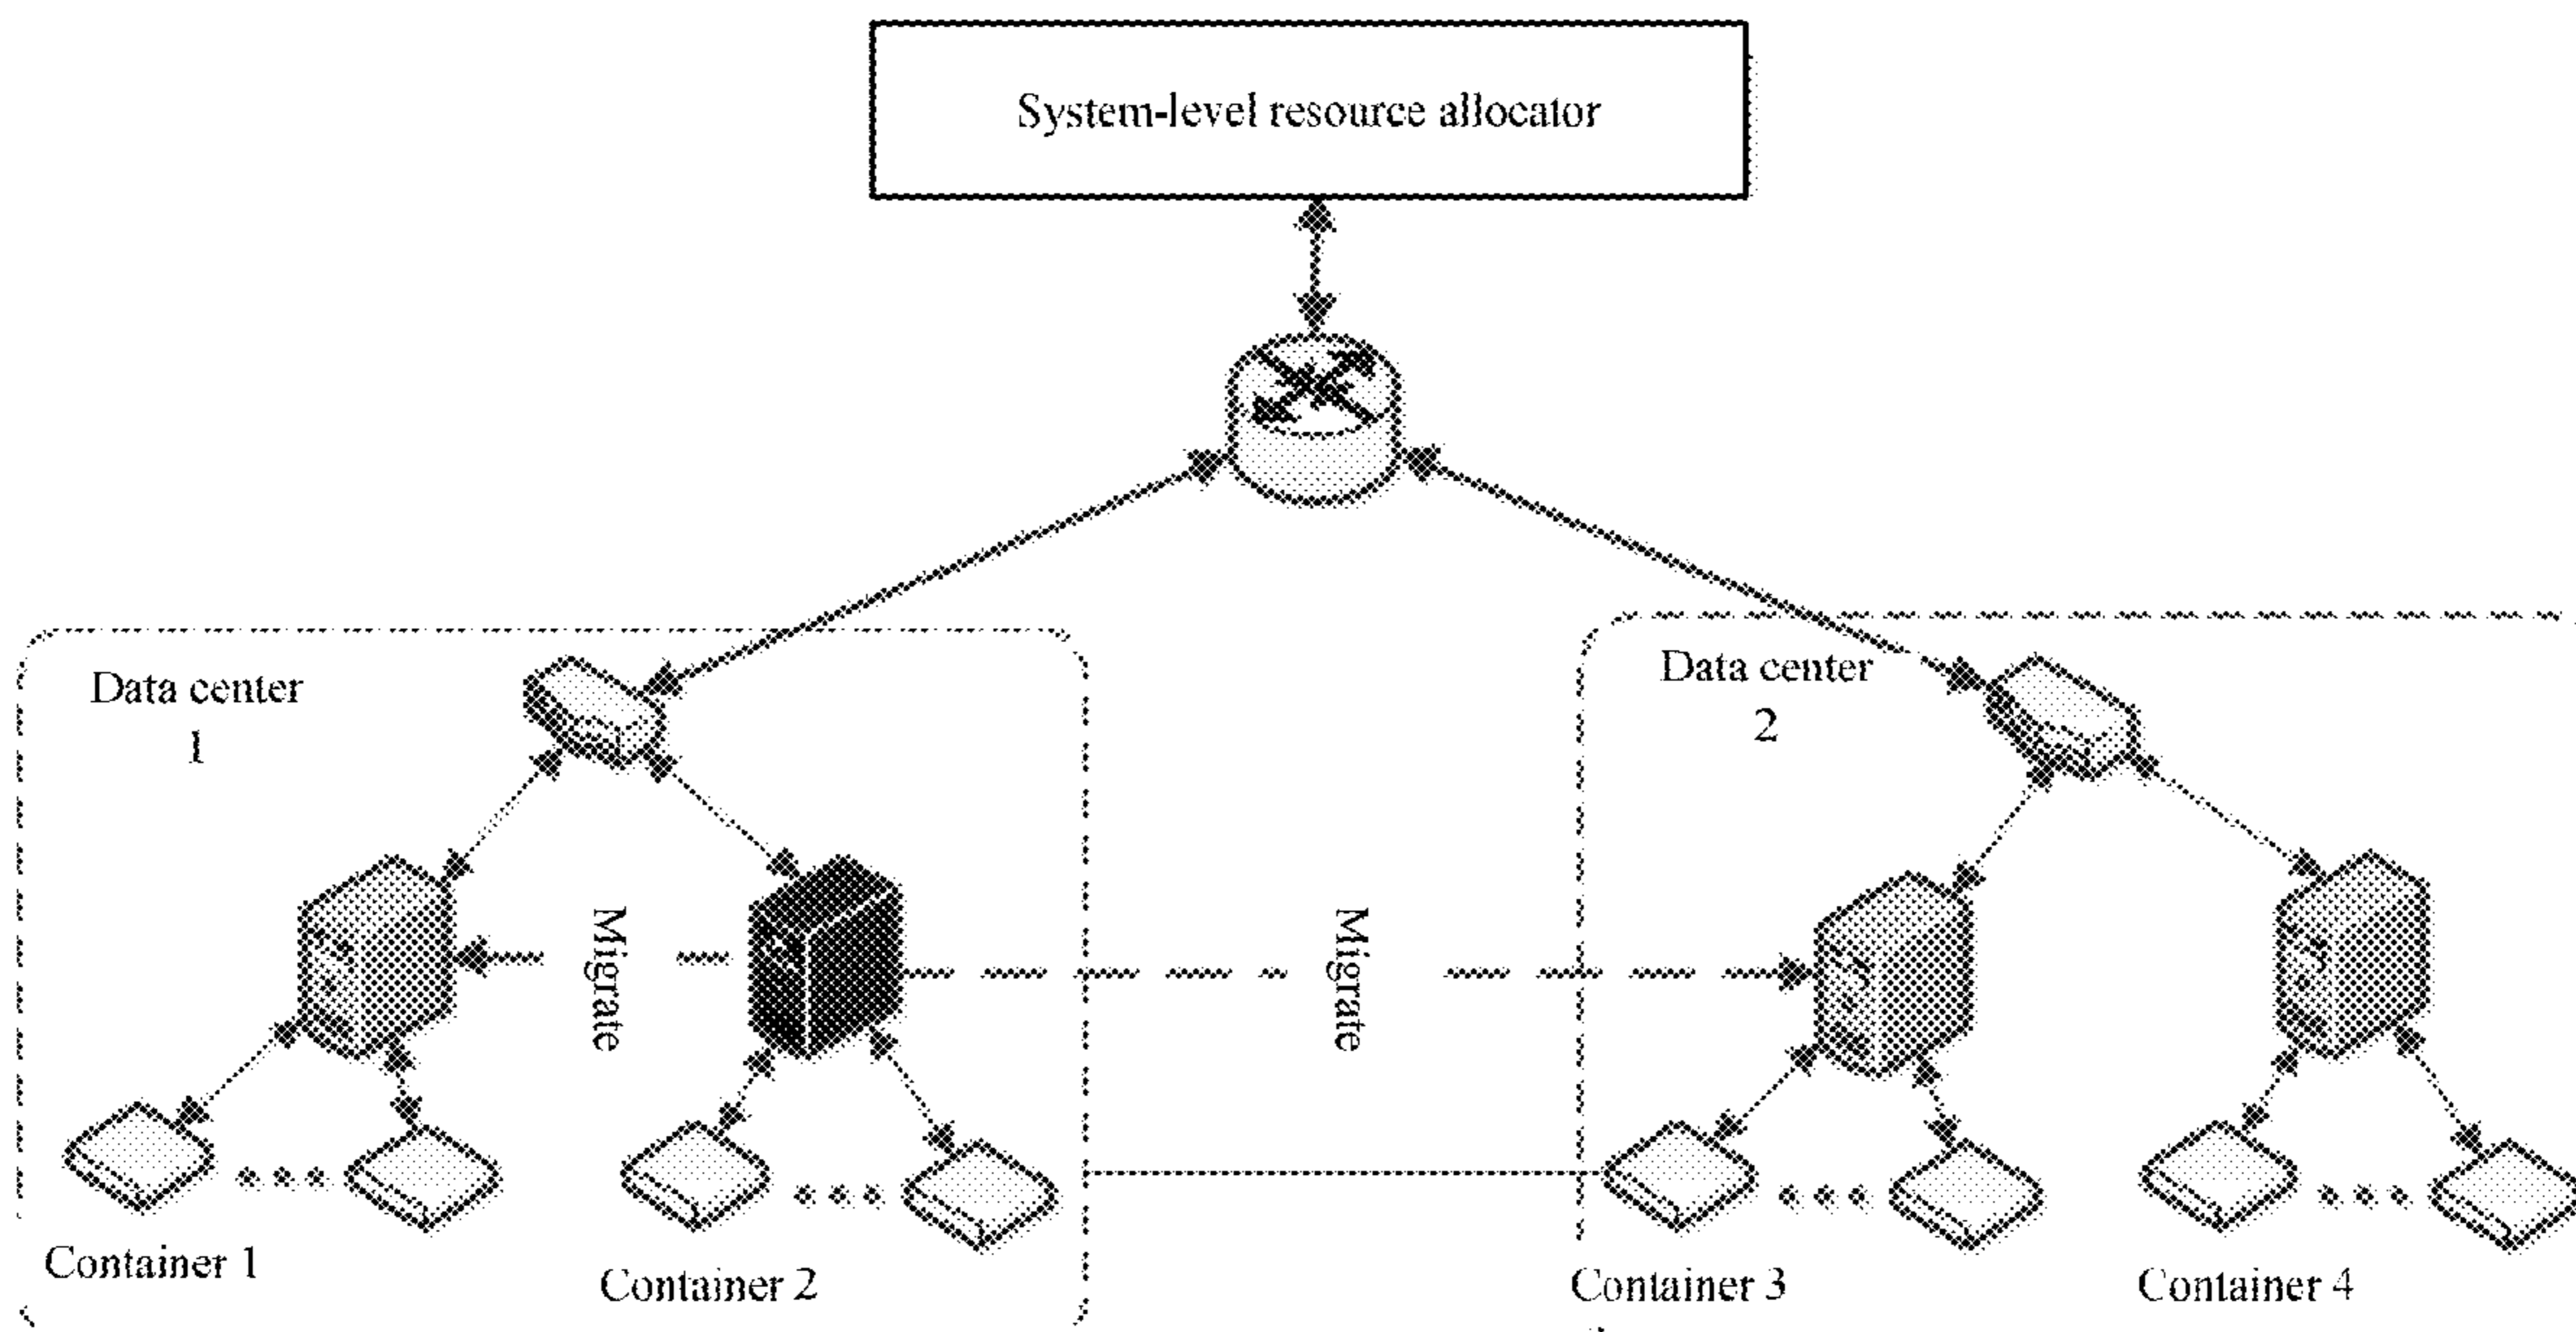 System-level resource allocator
Data center
1
Data center
2
Migrate
Migrate
Container 1
Container 2
Container 3
Container 4